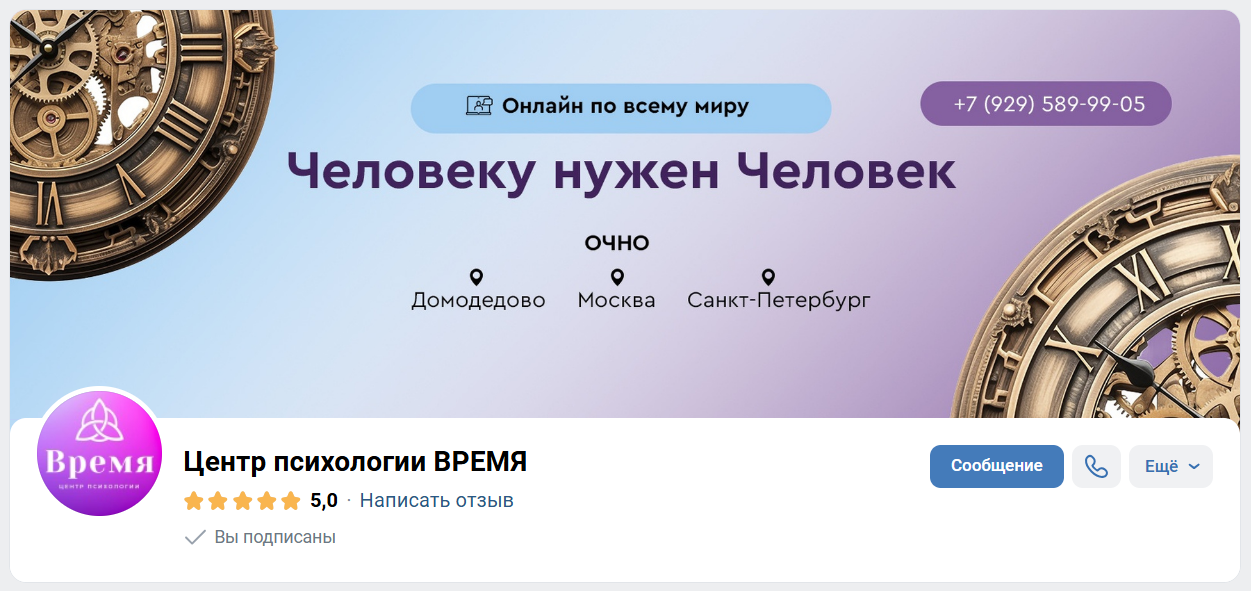 Онлайн по всему миру
+7 (929) 589-99-05
Человеку нужен Человек
ОЧНО
Домодедово Москва Санкт-Петербург
Время
ЦЕНТР ПСИХОЛОГИИ
Центр психологии ВРЕМЯ
5,0 · Написать отзыв
Вы подписаны
Сообщение
Ещё